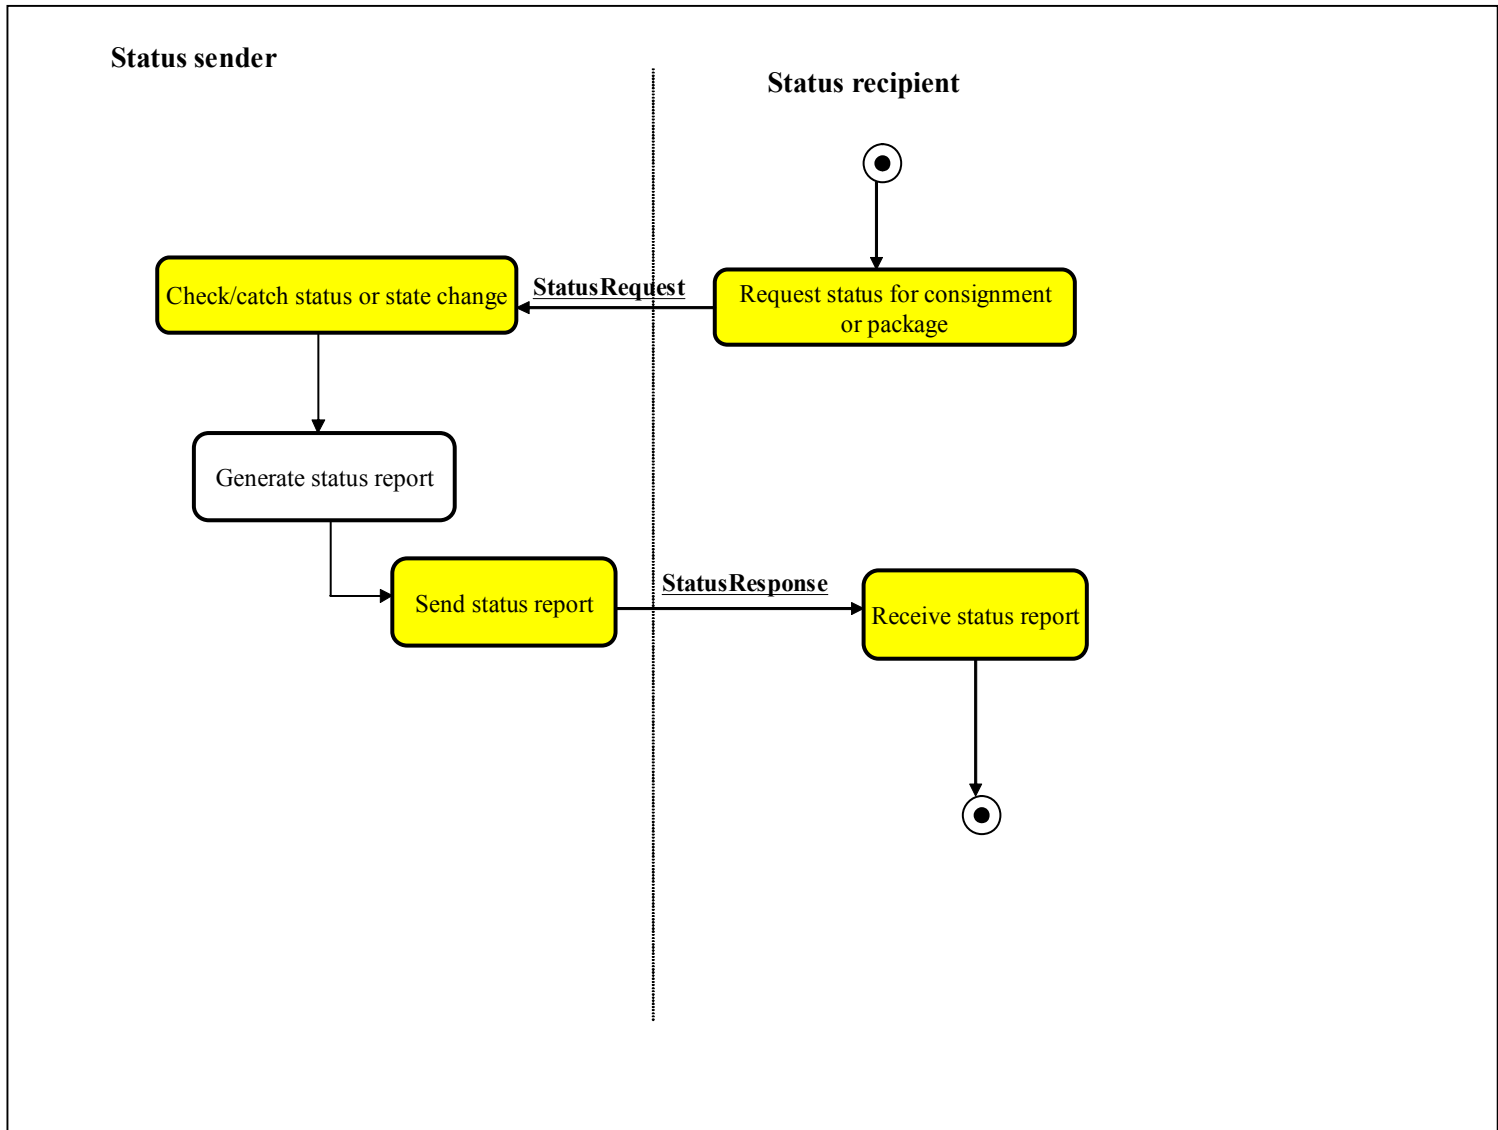 Status sender
Status recipient
Check/catch status or state change
StatusRequest
Request status for consignment
or package
Generate status report
Send status report
StatusResponse
Receive status report